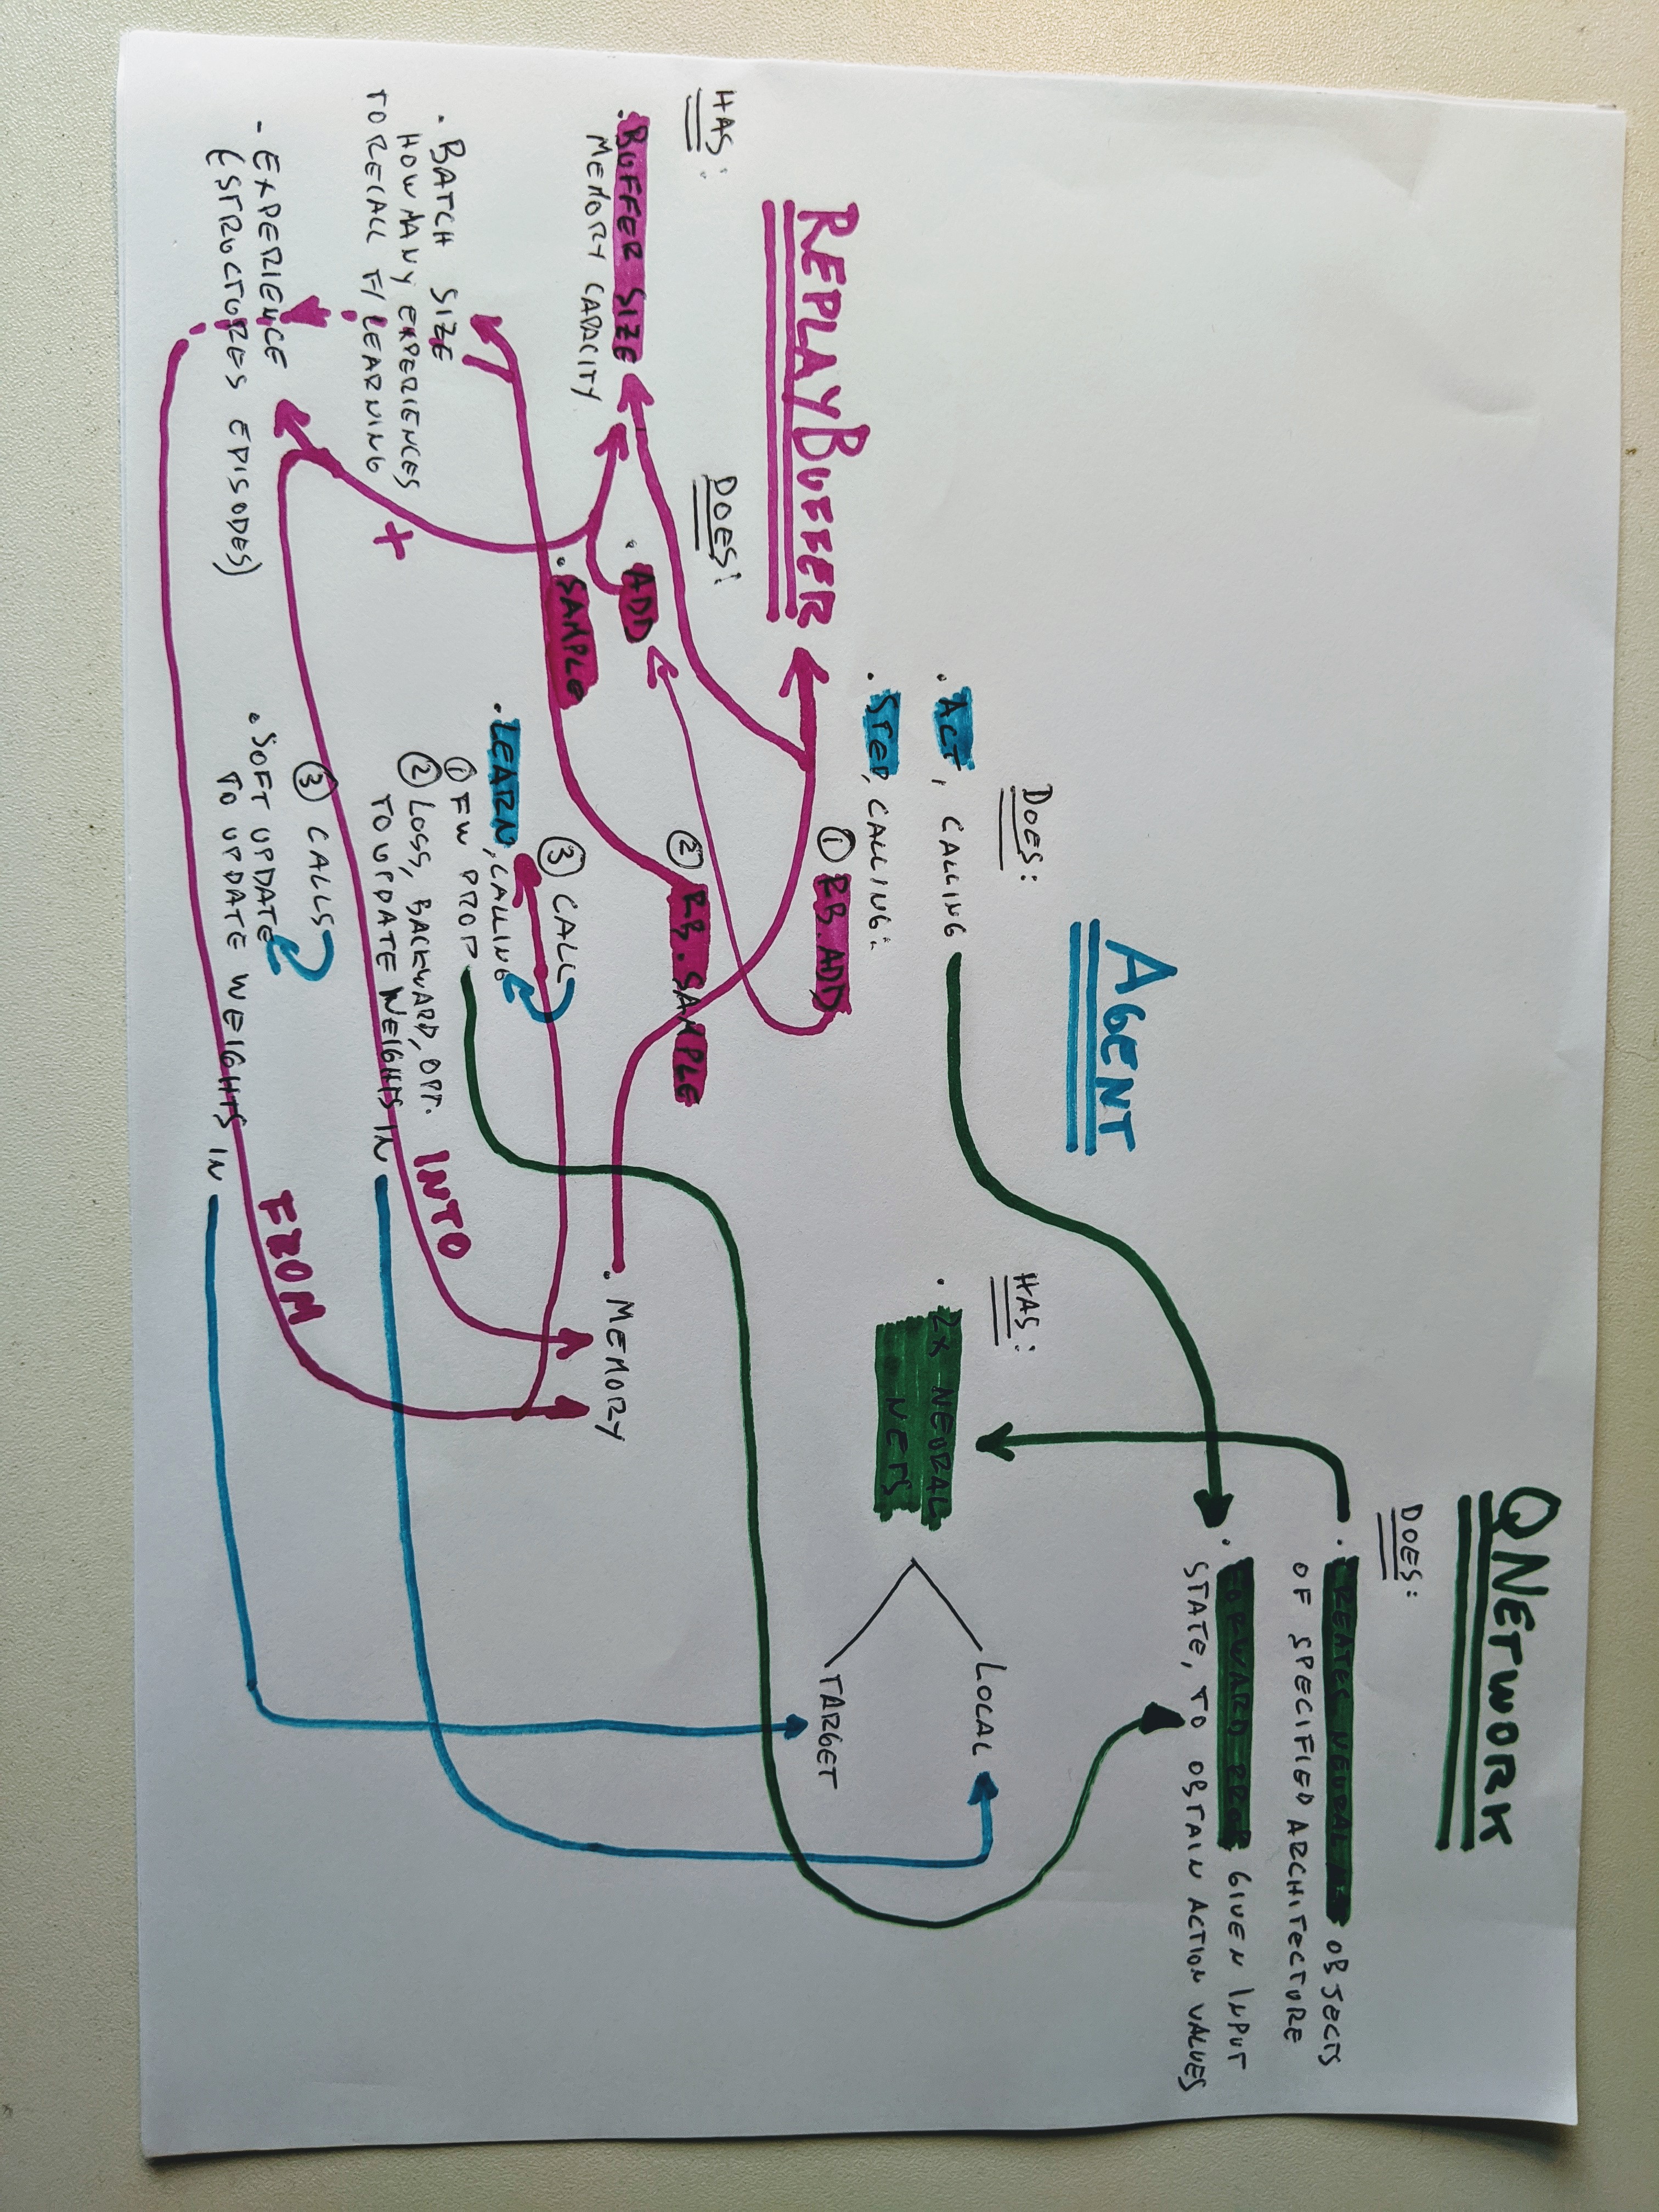 QNETWORK
DOES:
. CREATES NEURAL OBJECTS
OF SPECIFIED ARCHITECTURE
. FORWARD PROP GIVEN INPUT
STATE, TO OBTAIN ACTION VALUES
AGENT
DOES:
. ACT, CALLING
. STEP, CALLING:
① RB.ADD
② RB.SAMPLE
③ CALL
. LEARN, CALLING
① FW PROP
② LOSS, BACKWARD, OPT.
TO UPDATE WEIGHTS IN
③ CALLS
. SOFT UPDATE
TO UPDATE WEIGHTS IN
HAS:
. 2X NEURAL
NETS
LOCAL
TARGET
. MEMORY
INTO
FROM
REPLAYBUFFER
HAS:
. BUFFER SIZE
MEMORY CAPACITY
. BATCH SIZE
HOW MANY EXPERIENCES
TO RECALL F/ LEARNING
- EXPERIENCE
(STRUCTURES EPISODES)
DOES:
. ADD
. SAMPLE
+